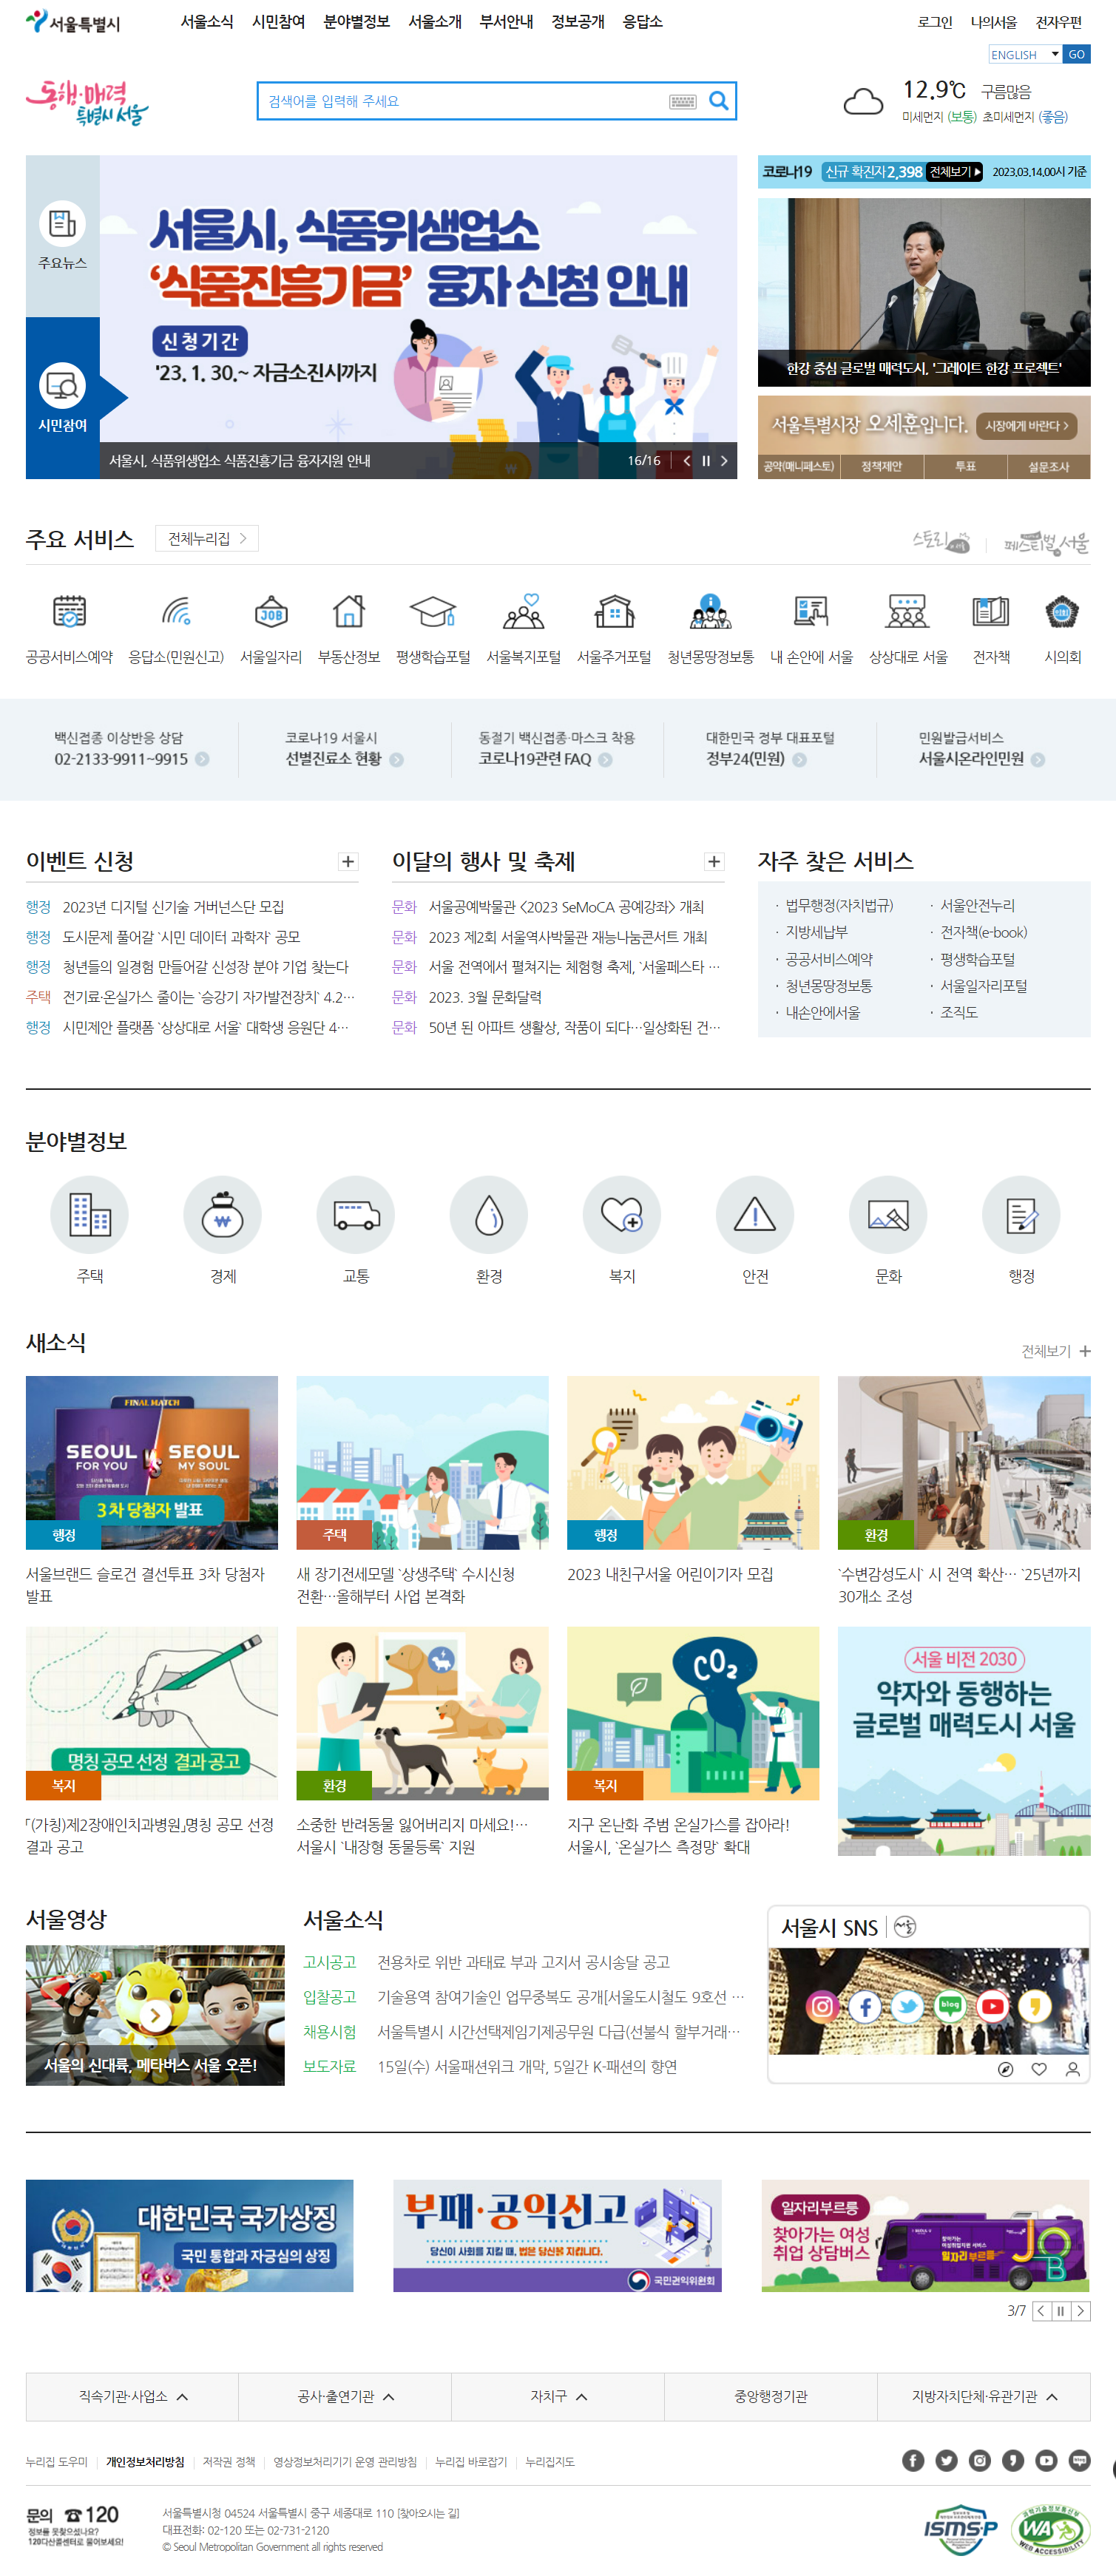 서울특별시
서울소식 시민참여 분야별정보 서울소개 부서안내 정보공개 응답소
로그인 나의서울 전자우편
ENGLISH GO
동행·매력
특별시 서울
검색어를 입력해 주세요
12.9℃ 구름많음
미세먼지 (보통) 초미세먼지 (좋음)
주요뉴스
시민참여
서울시, 식품위생업소
‘식품진흥기금’ 융자 신청 안내
신청기간
'23. 1. 30.~ 자금소진시까지
서울시, 식품위생업소 식품진흥기금 융자지원 안내
16/16
코로나19 신규 확진자 2,398 전체보기 ▶ 2023.03.14.00시 기준
한강 중심 글로벌 매력도시, '그레이트 한강 프로젝트'
서울특별시장 오세훈입니다. 시장에게 바란다 >
공약(매니페스토) 정책제안 투표 설문조사
주요 서비스
전체누리집
스토리
페스티벌 서울
공공서비스예약 응답소(민원신고) 서울일자리 부동산정보 평생학습포털 서울복지포털 서울주거포털 청년몽땅정보통 내 손안에 서울 상상대로 서울 전자책 시의회
JOB
백신접종 이상반응 상담
02-2133-9911~9915
코로나19 서울시
선별진료소 현황
동절기 백신접종·마스크 착용
코로나19관련 FAQ
대한민국 정부 대표포털
정부24(민원)
민원발급서비스
서울시온라인민원
이벤트 신청
행정 2023년 디지털 신기술 거버넌스단 모집
행정 도시문제 풀어갈 `시민 데이터 과학자` 공모
행정 청년들의 일경험 만들어갈 신성장 분야 기업 찾는다
주택 전기료·온실가스 줄이는 `승강기 자가발전장치` 4.2…
행정 시민제안 플랫폼 `상상대로 서울` 대학생 응원단 4…
이달의 행사 및 축제
문화 서울공예박물관 <2023 SeMoCA 공예강좌> 개최
문화 2023 제2회 서울역사박물관 재능나눔콘서트 개최
문화 서울 전역에서 펼쳐지는 체험형 축제, `서울페스타 …
문화 2023. 3월 문화달력
문화 50년 된 아파트 생활상, 작품이 되다…일상화된 건…
자주 찾은 서비스
· 법무행정(자치법규)
· 서울안전누리
· 지방세납부
· 전자책(e-book)
· 공공서비스예약
· 평생학습포털
· 청년몽땅정보통
· 서울일자리포털
· 내손안에서울
· 조직도
분야별정보
주택 경제 교통 환경 복지 안전 문화 행정
새소식
전체보기 +
FINAL MATCH
SEOUL FOR YOU
VS
SEOUL MY SOUL
3차 당첨자 발표
행정
서울브랜드 슬로건 결선투표 3차 당첨자
발표
주택
새 장기전세모델 `상생주택` 수시신청
전환…올해부터 사업 본격화
행정
2023 내친구서울 어린이기자 모집
환경
`수변감성도시` 시 전역 확산… `25년까지
30개소 조성
명칭 공모 선정 결과 공고
복지
「(가칭)제2장애인치과병원」명칭 공모 선정
결과 공고
환경
소중한 반려동물 잃어버리지 마세요!…
서울시 `내장형 동물등록` 지원
CO₂
복지
지구 온난화 주범 온실가스를 잡아라!
서울시, `온실가스 측정망` 확대
서울 비전 2030
약자와 동행하는
글로벌 매력도시 서울
서울영상
서울의 신대륙, 메타버스 서울 오픈!
서울소식
고시공고 전용차로 위반 과태료 부과 고지서 공시송달 공고
입찰공고 기술용역 참여기술인 업무중복도 공개[서울도시철도 9호선 …
채용시험 서울특별시 시간선택제임기제공무원 다급(선불식 할부거래…
보도자료 15일(수) 서울패션위크 개막, 5일간 K-패션의 향연
서울시 SNS
blog
대한민국 국가상징
국민 통합과 자긍심의 상징
부패·공익신고
당신이 사회를 지킬 때, 법은 당신을 지킵니다.
국민권익위원회
일자리부르릉
찾아가는 여성
취업 상담버스
일자리 부르릉
JOB
3/7
직속기관·사업소 공사·출연기관 자치구 중앙행정기관 지방자치단체·유관기관
누리집 도우미 개인정보처리방침 저작권 정책 영상정보처리기기 운영 관리방침 누리집 바로잡기 누리집지도
문의 ☎120
정보를 못찾으셨나요?
120다산콜센터로 물어보세요!
서울특별시청 04524 서울특별시 중구 세종대로 110 [찾아오시는 길]
대표전화: 02-120 또는 02-731-2120
© Seoul Metropolitan Government all rights reserved
ISMS-P
과학기술정보통신부
WA
WEB ACCESSIBILITY